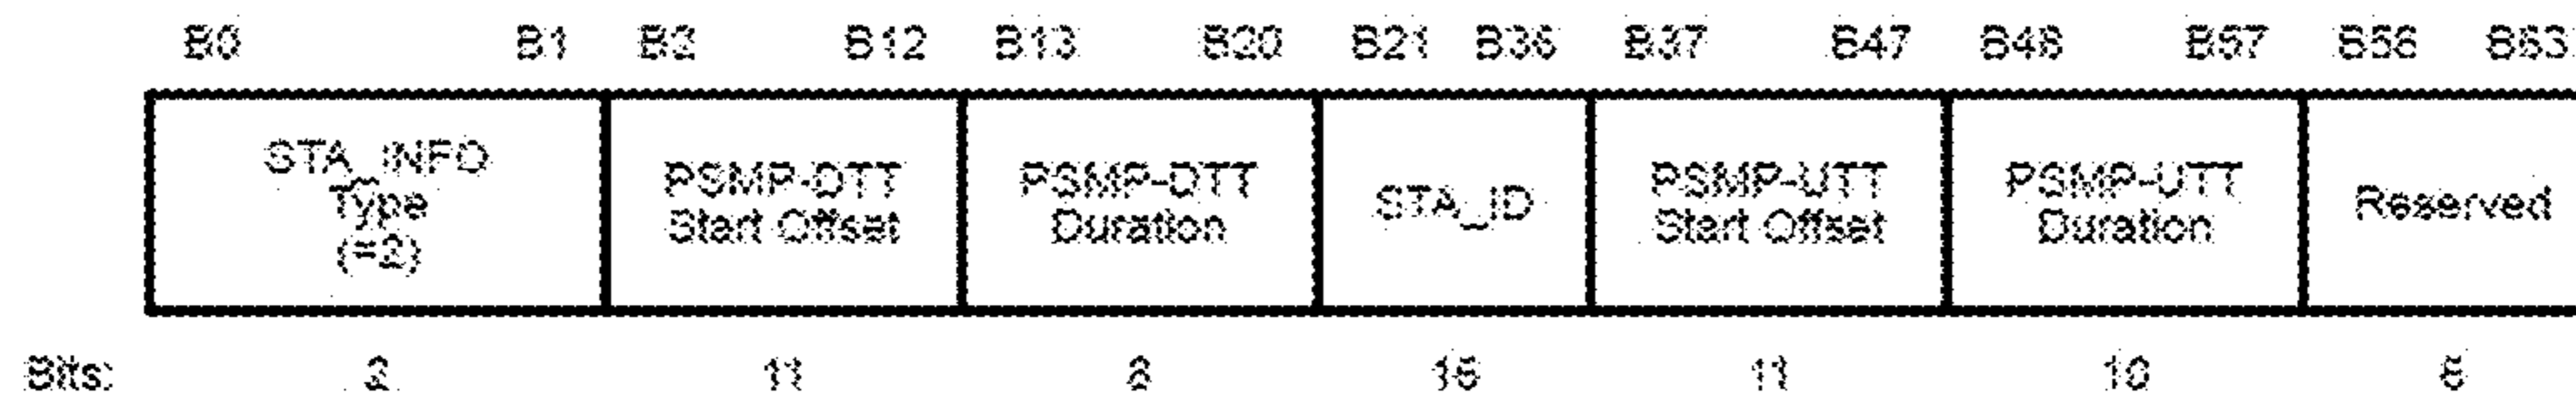 B0 B1 B2 B12 B13 B20 B21 B36 B37 B47 B48 B57 B58 B63
STA_INFO
Type
(=2)
PSMP-DTT
Start Offset
PSMP-DTT
Duration
STA_ID
PSMP-UTT
Start Offset
PSMP-UTT
Duration
Reserved
Bits: 2 11 8 16 11 10 6